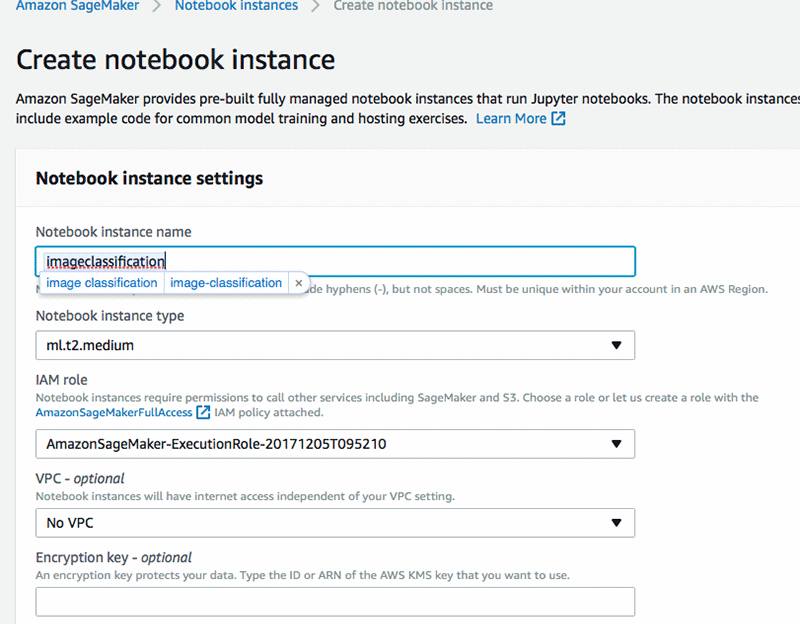 Amazon SageMaker > Notebook instances > Create notebook instance
Create notebook instance
Amazon SageMaker provides pre-built fully managed notebook instances that run Jupyter notebooks. The notebook instances
include example code for common model training and hosting exercises. Learn More
Notebook instance settings
Notebook instance name
imageclassification
image classification image-classification ×
hyphens (-), but not spaces. Must be unique within your account in an AWS Region.
Notebook instance type
ml.t2.medium
IAM role
Notebook instances require permissions to call other services including SageMaker and S3. Choose a role or let us create a role with the
AmazonSageMakerFullAccess IAM policy attached.
AmazonSageMaker-ExecutionRole-20171205T095210
VPC - optional
Notebook instances will have internet access independent of your VPC setting.
No VPC
Encryption key - optional
An encryption key protects your data. Type the ID or ARN of the AWS KMS key that you want to use.